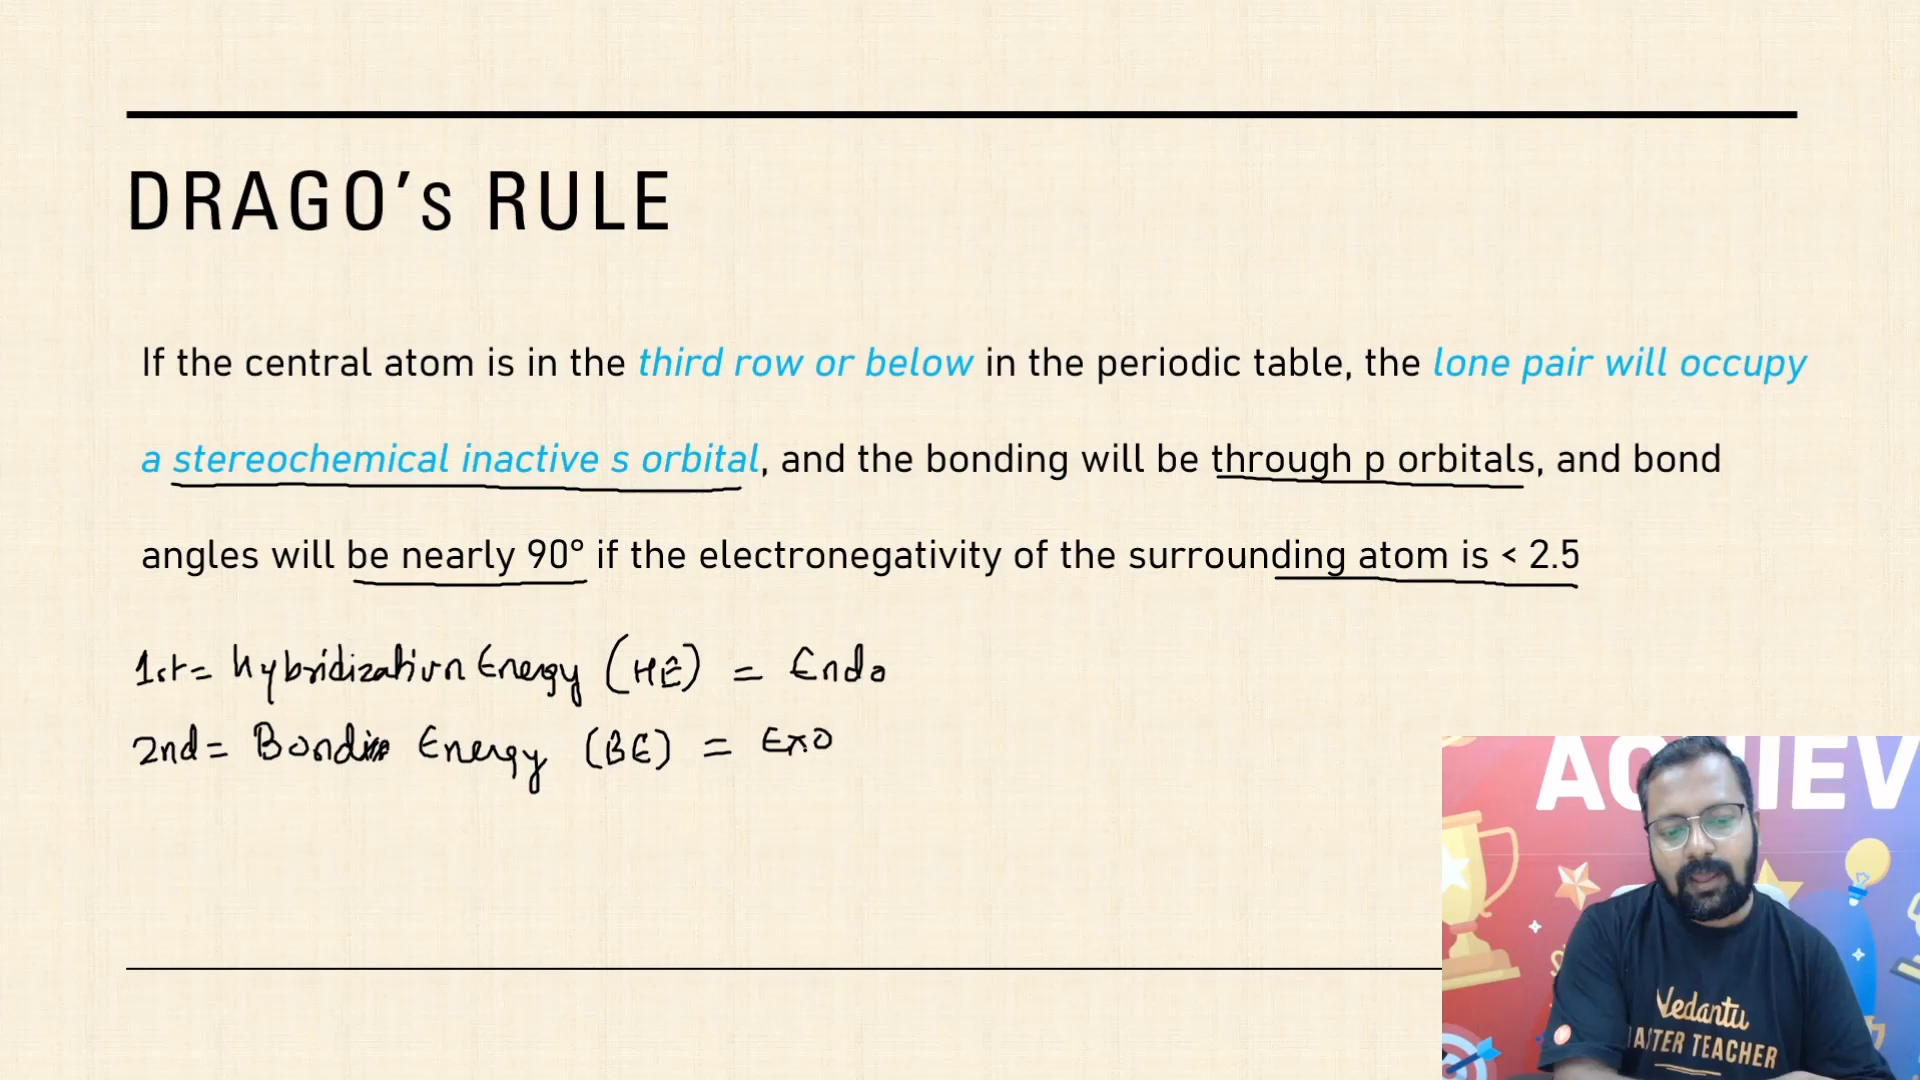 DRAGO’s RULE
If the central atom is in the third row or below in the periodic table, the lone pair will occupy
a stereochemical inactive s orbital, and the bonding will be through p orbitals, and bond
angles will be nearly 90° if the electronegativity of the surrounding atom is < 2.5
1st = hybridization Energy (HE) = Endo
2nd = Energy (BE) = Exo
ACHIEV
Vedantu
MASTER TEACHER